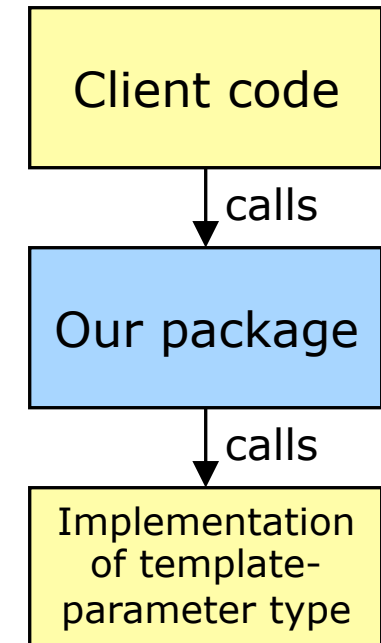 Client code
calls
Our package
calls
Implementation
of template-
parameter type